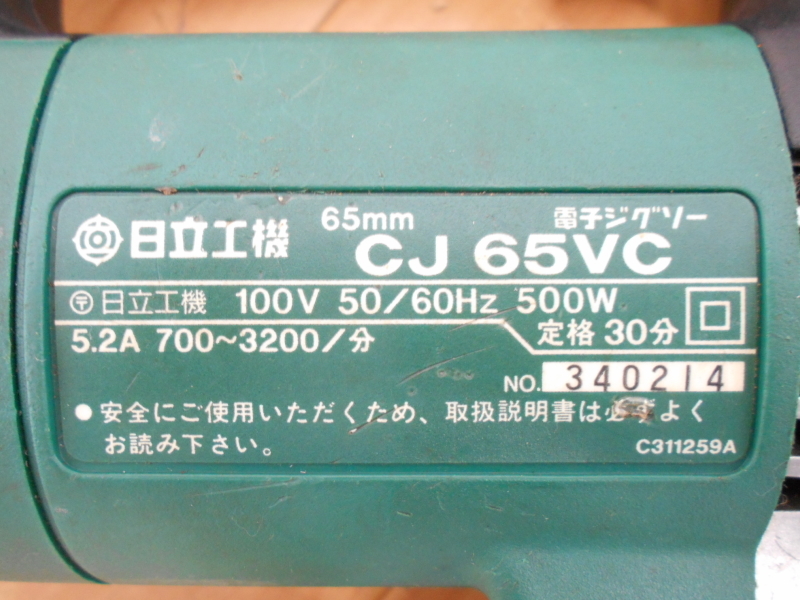 日立工機 65mm 電子ジグソー
CJ 65VC
〒 日立工機 100V 50/60Hz 500W
5.2A 700～3200/分 定格 30分
NO. 340214
● 安全にご使用いただくため、取扱説明書は必ずよく
お読み下さい。
C311259A